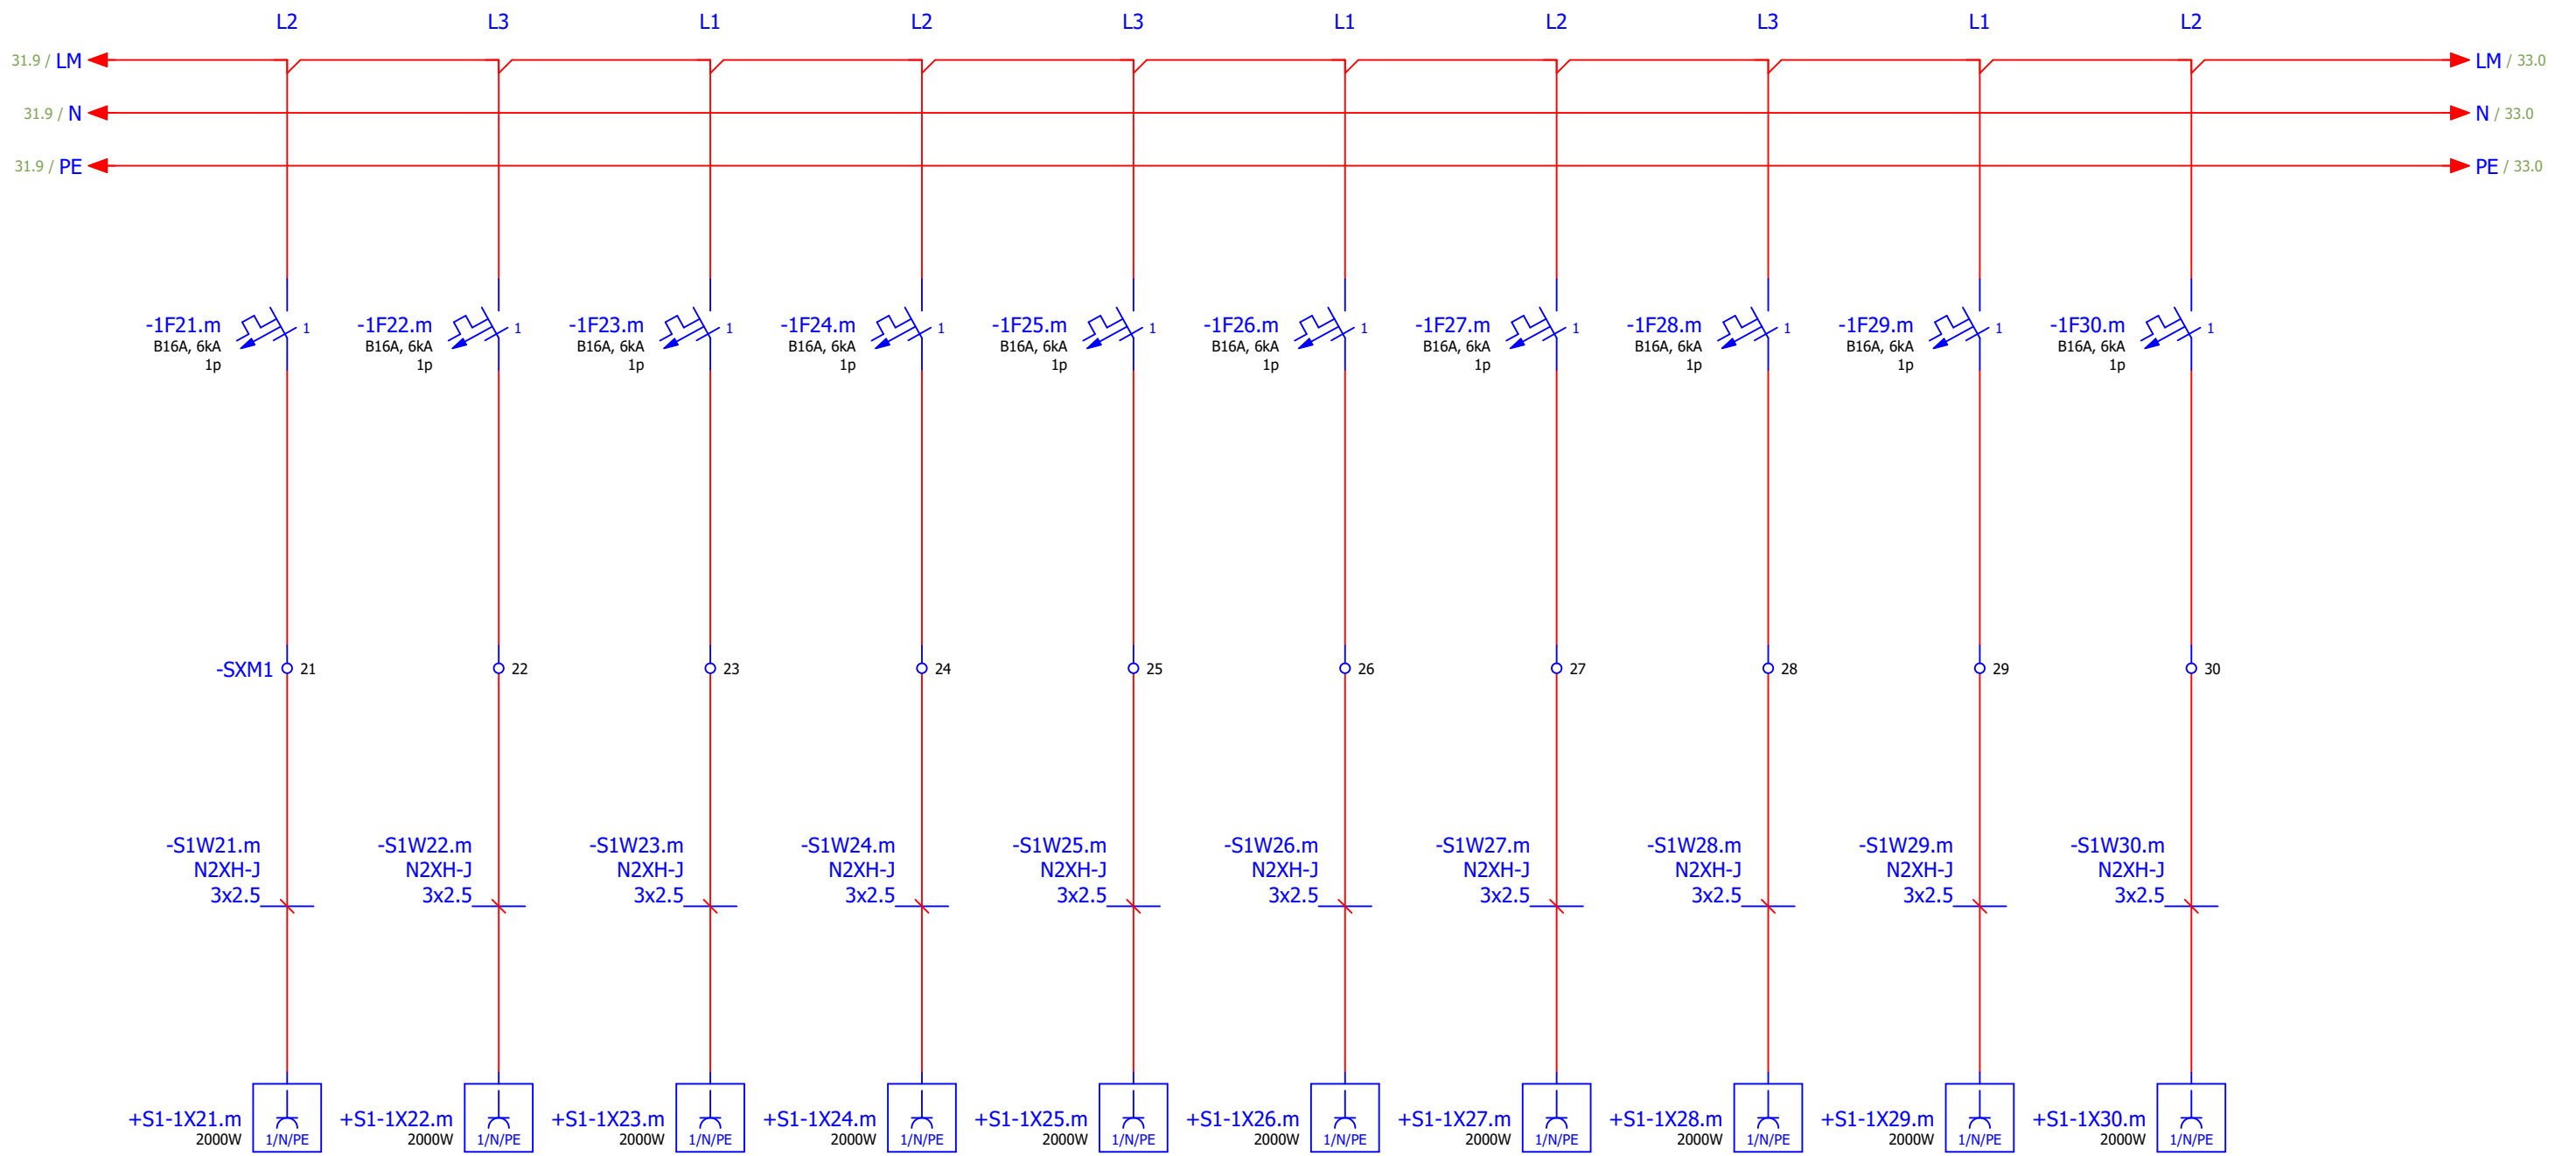 L2 L3 L1 L2 L3 L1 L2 L3 L1 L2
31.9 / LM LM / 33.0
31.9 / N N / 33.0
31.9 / PE PE / 33.0
-1F21.m 1 -1F22.m 1 -1F23.m 1 -1F24.m 1 -1F25.m 1 -1F26.m 1 -1F27.m 1 -1F28.m 1 -1F29.m 1 -1F30.m 1
B16A, 6kA B16A, 6kA B16A, 6kA B16A, 6kA B16A, 6kA B16A, 6kA B16A, 6kA B16A, 6kA B16A, 6kA B16A, 6kA
1p 1p 1p 1p 1p 1p 1p 1p 1p 1p
-SXM1 21 22 23 24 25 26 27 28 29 30
-S1W21.m -S1W22.m -S1W23.m -S1W24.m -S1W25.m -S1W26.m -S1W27.m -S1W28.m -S1W29.m -S1W30.m
N2XH-J N2XH-J N2XH-J N2XH-J N2XH-J N2XH-J N2XH-J N2XH-J N2XH-J N2XH-J
3x2.5 3x2.5 3x2.5 3x2.5 3x2.5 3x2.5 3x2.5 3x2.5 3x2.5 3x2.5
+S1-1X21.m +S1-1X22.m +S1-1X23.m +S1-1X24.m +S1-1X25.m +S1-1X26.m +S1-1X27.m +S1-1X28.m +S1-1X29.m +S1-1X30.m
2000W 1/N/PE 2000W 1/N/PE 2000W 1/N/PE 2000W 1/N/PE 2000W 1/N/PE 2000W 1/N/PE 2000W 1/N/PE 2000W 1/N/PE 2000W 1/N/PE 2000W 1/N/PE